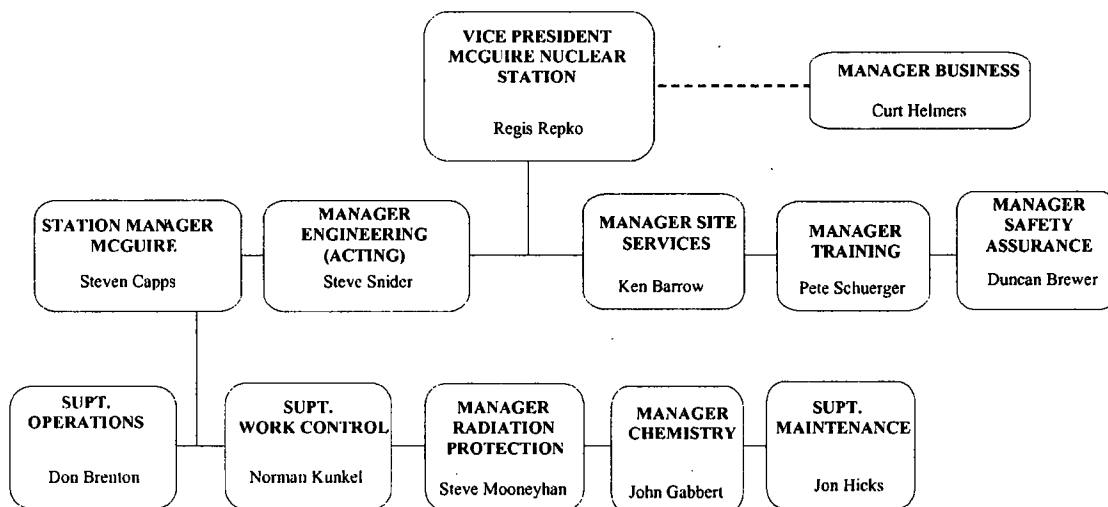 VICE PRESIDENT
MCGUIRE NUCLEAR
STATION
Regis Repko
MANAGER BUSINESS
Curt Helmers
STATION MANAGER
MCGUIRE
Steven Capps
MANAGER
ENGINEERING
(ACTING)
Steve Snider
MANAGER SITE
SERVICES
Ken Barrow
MANAGER
TRAINING
Pete Schuerger
MANAGER
SAFETY
ASSURANCE
Duncan Brewer
SUPT.
OPERATIONS
Don Brenton
SUPT.
WORK CONTROL
Norman Kunkel
MANAGER
RADIATION
PROTECTION
Steve Mooneyhan
MANAGER
CHEMISTRY
John Gabbert
SUPT.
MAINTENANCE
Jon Hicks